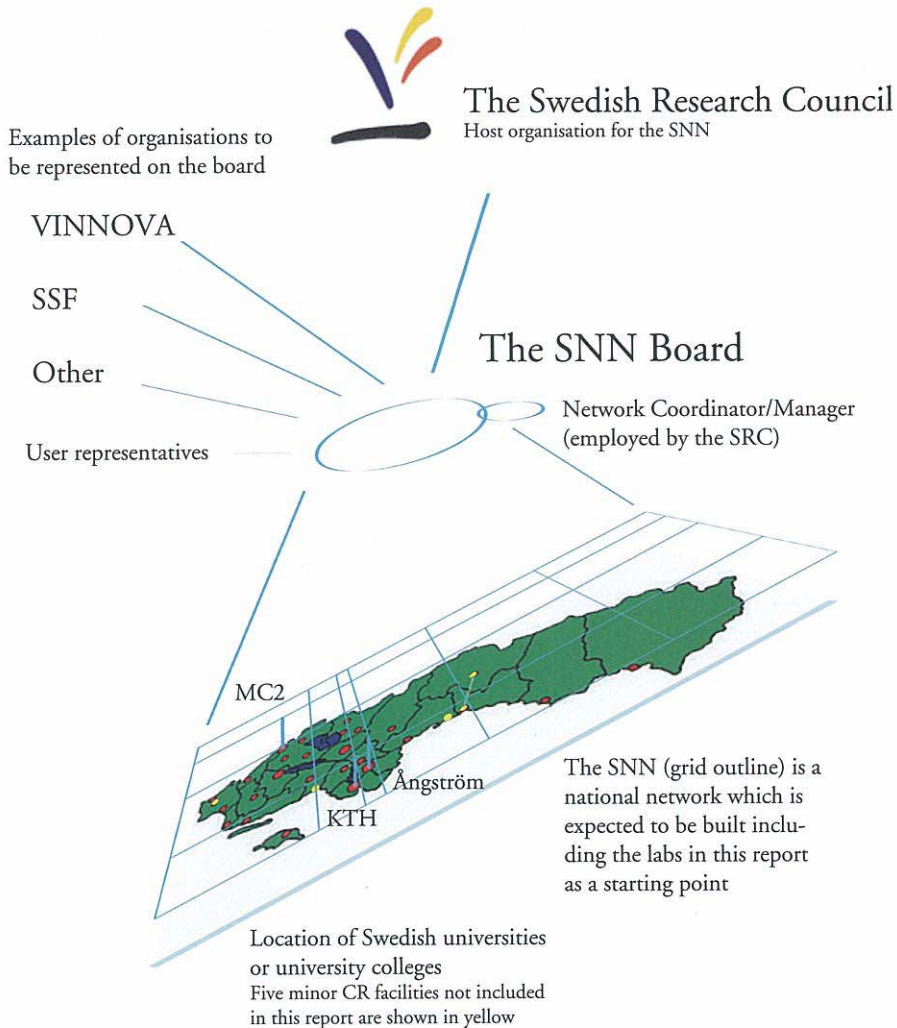 The Swedish Research Council
Host organisation for the SNN
Examples of organisations to
be represented on the board
VINNOVA
SSF
Other
User representatives
The SNN Board
Network Coordinator/Manager
(employed by the SRC)
MC2
Ångström
KTH
The SNN (grid outline) is a
national network which is
expected to be built inclu-
ding the labs in this report
as a starting point
Location of Swedish universities
or university colleges
Five minor CR facilities not included
in this report are shown in yellow